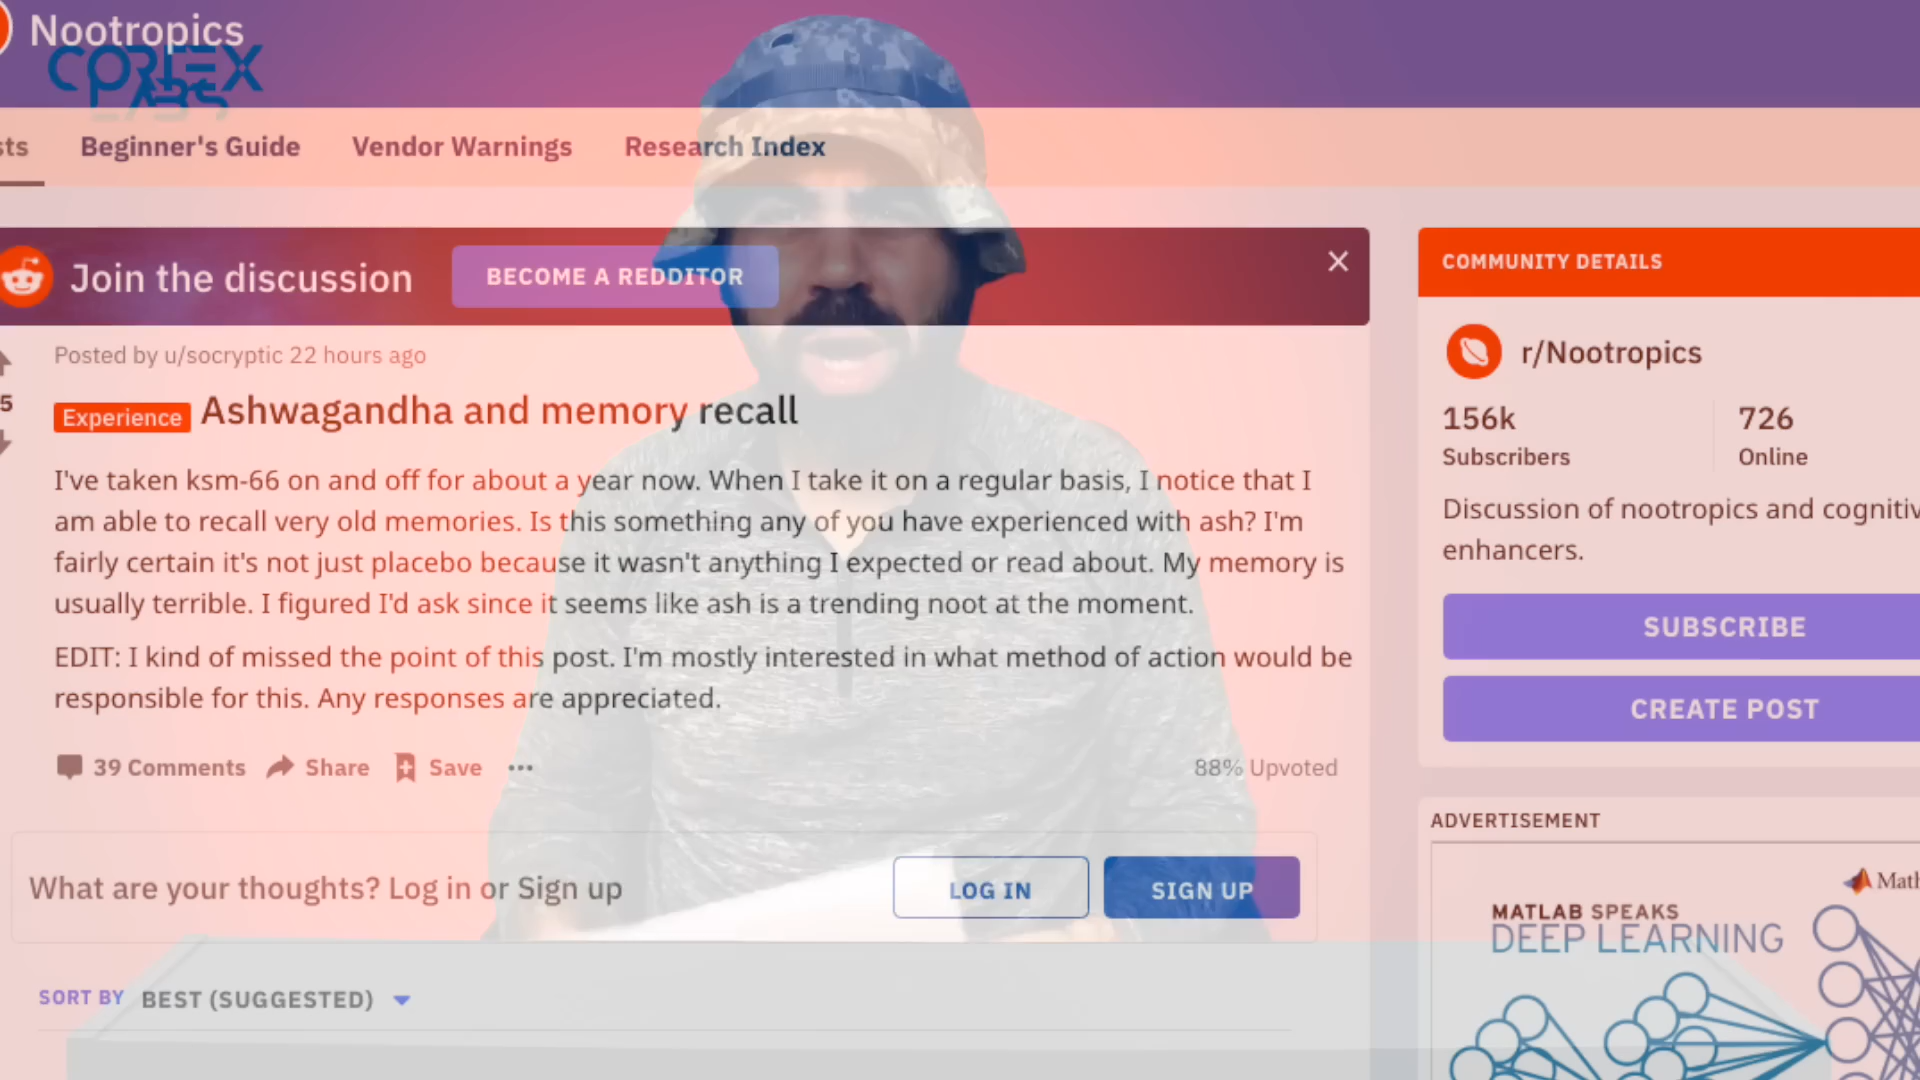 Nootropics
CORTEX
LABS
sts
Beginner's Guide
Vendor Warnings
Research Index
Join the discussion
BECOME A REDDITOR
Posted by u/socryptic 22 hours ago
5
Experience Ashwagandha and memory recall
I've taken ksm-66 on and off for about a year now. When I take it on a regular basis, I notice that I
am able to recall very old memories. Is this something any of you have experienced with ash? I'm
fairly certain it's not just placebo because it wasn't anything I expected or read about. My memory is
usually terrible. I figured I'd ask since it seems like ash is a trending noot at the moment.
EDIT: I kind of missed the point of this post. I'm mostly interested in what method of action would be
responsible for this. Any responses are appreciated.
39 Comments
Share
Save
88% Upvoted
What are your thoughts? Log in or Sign up
LOG IN
SIGN UP
SORT BY BEST (SUGGESTED)
COMMUNITY DETAILS
r/Nootropics
156k
726
Subscribers
Online
Discussion of nootropics and cognitiv
enhancers.
SUBSCRIBE
CREATE POST
ADVERTISEMENT
Math
MATLAB SPEAKS
DEEP LEARNING